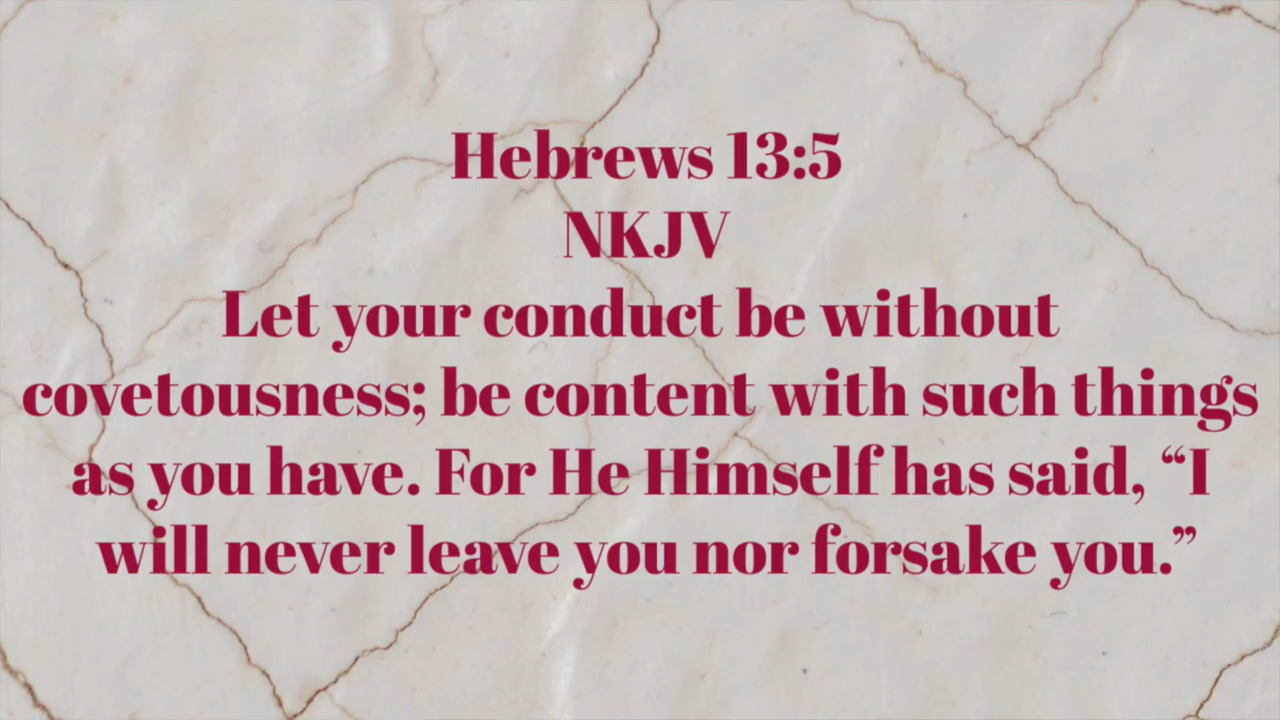 Hebrews 13:5
NKJV
Let your conduct be without
covetousness; be content with such things
as you have. For He Himself has said, “I
will never leave you nor forsake you.”